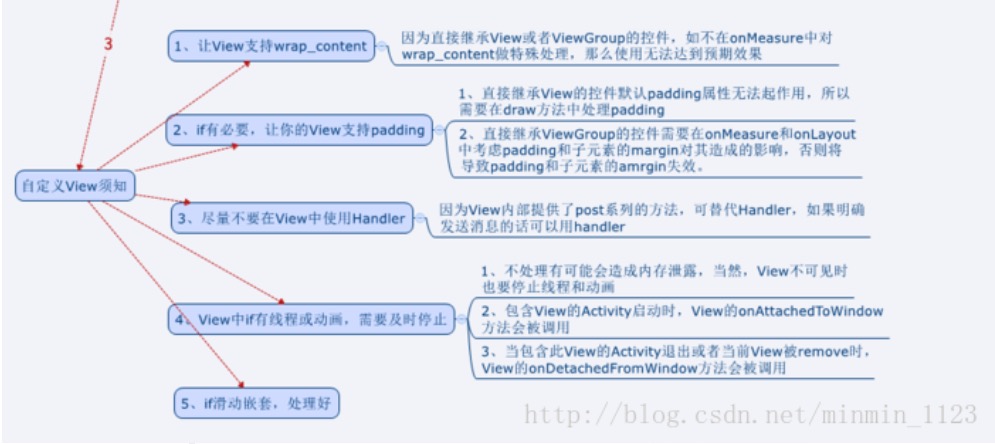 3
1、让View支持wrap_content
因为直接继承View或者ViewGroup的控件，如不在onMeasure中对
wrap_content做特殊处理，那么使用无法达到预期效果
2、if有必要，让你的View支持padding
1、直接继承View的控件默认padding属性无法起作用，所以
需要在draw方法中处理padding
2、直接继承ViewGroup的控件需要在onMeasure和onLayout
中考虑padding和子元素的margin对其造成的影响，否则将
导致padding和子元素的amrgin失效。
自定义View须知
3、尽量不要在View中使用Handler
因为View内部提供了post系列的方法，可替代Handler，如果明确
发送消息的话可以用handler
4、View中if有线程或动画，需要及时停止
1、不处理有可能会造成内存泄露，当然，View不可见时
也要停止线程和动画
2、包含View的Activity启动时，View的onAttachedToWindow
方法会被调用
3、当包含此View的Activity退出或者当前View被remove时，
View的onDetachedFromWindow方法会被调用
5、if滑动嵌套，处理好
http://blog.csdn.net/minmin_1123